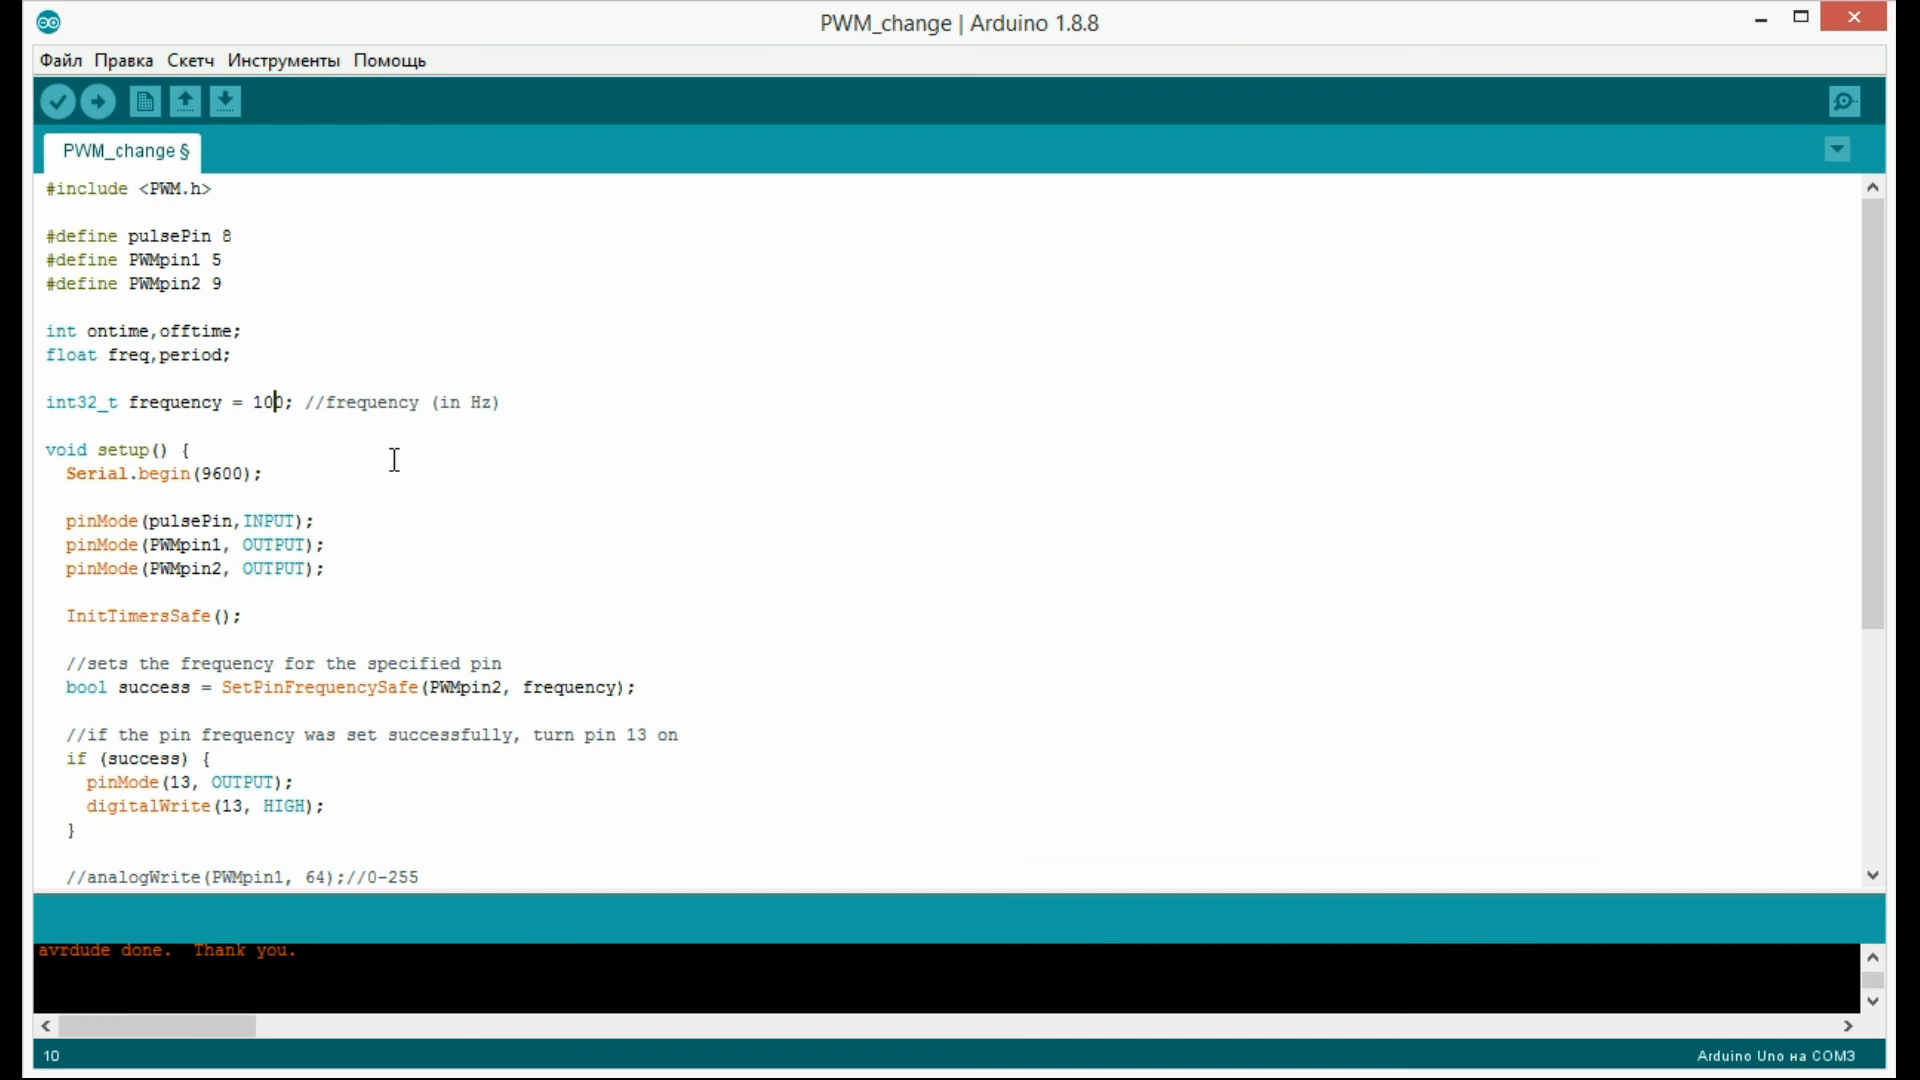 PWM_change | Arduino 1.8.8
Файл Правка Скетч Инструменты Помощь
PWM_change §
#include <PWM.h>
#define pulsePin 8
#define PWMpin1 5
#define PWMpin2 9
int ontime,offtime;
float freq,period;
int32_t frequency = 100; //frequency (in Hz)
void setup() {
Serial.begin(9600);
pinMode(pulsePin,INPUT);
pinMode(PWMpin1, OUTPUT);
pinMode(PWMpin2, OUTPUT);
InitTimersSafe();
//sets the frequency for the specified pin
bool success = SetPinFrequencySafe(PWMpin2, frequency);
//if the pin frequency was set successfully, turn pin 13 on
if (success) {
pinMode(13, OUTPUT);
digitalWrite(13, HIGH);
}
//analogWrite(PWMpin1, 64);//0-255
avrdude done.  Thank you.
10
Arduino Uno на COM3